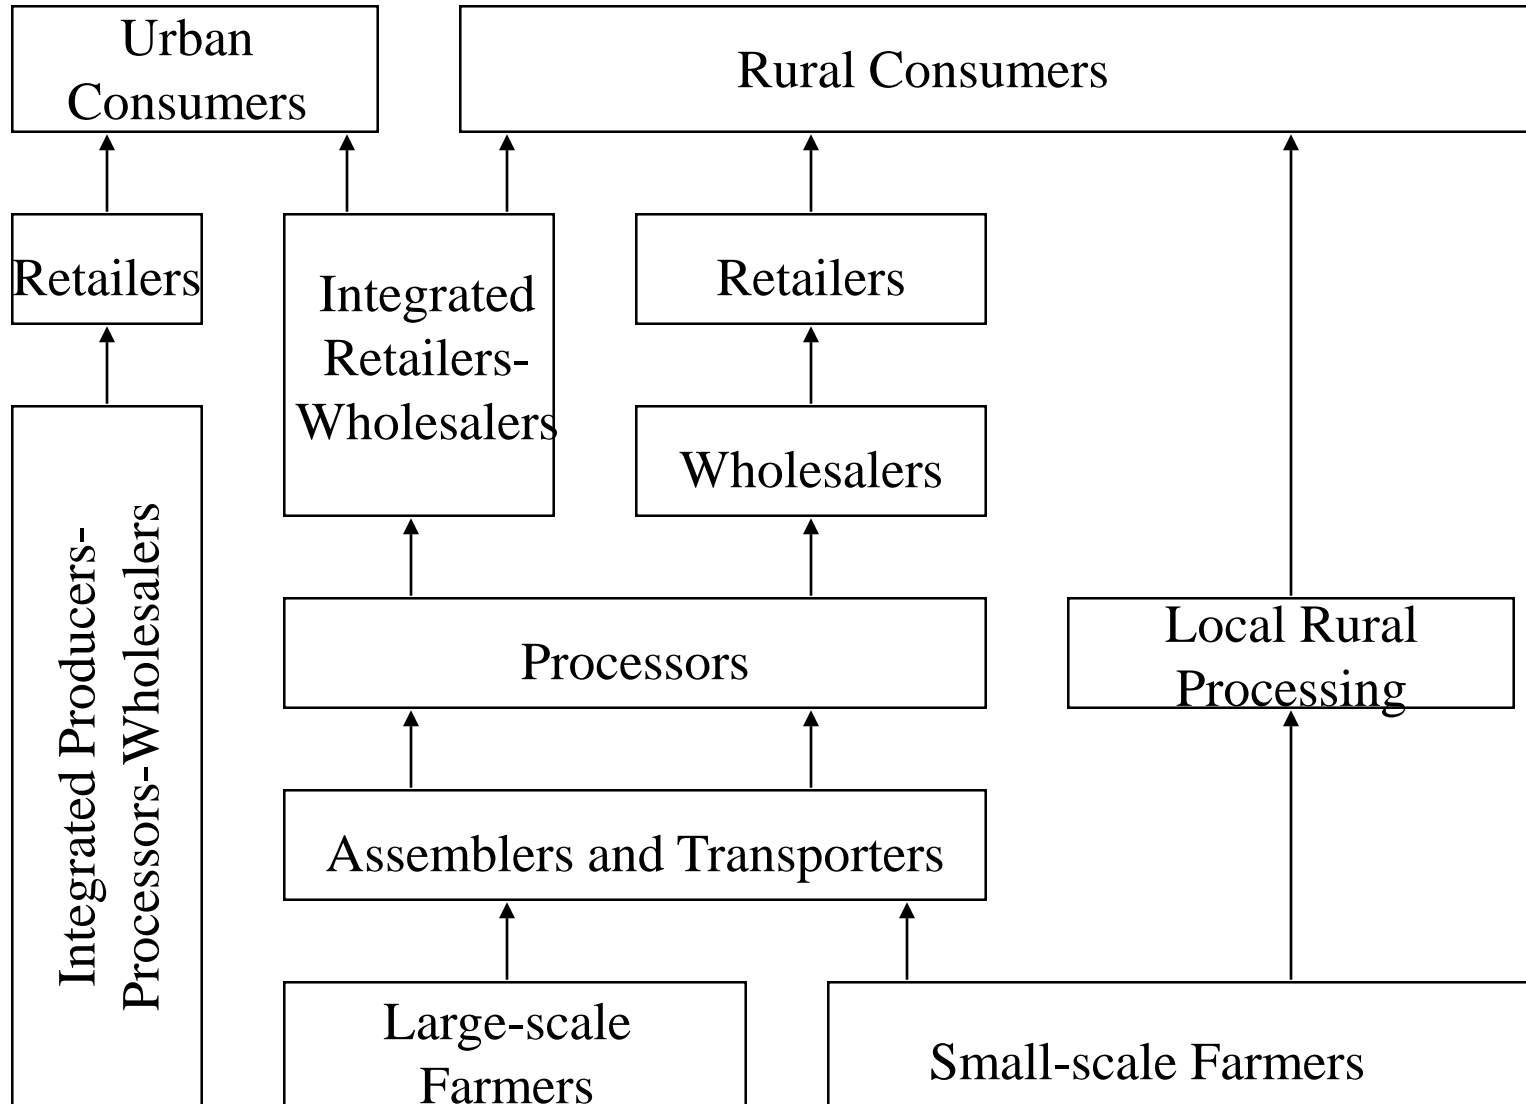 Urban
Consumers
Rural Consumers
Retailers
Integrated
Retailers-
Wholesalers
Retailers
Wholesalers
Integrated Producers-
Processors-Wholesalers
Processors
Local Rural
Processing
Assemblers and Transporters
Large-scale
Farmers
Small-scale Farmers